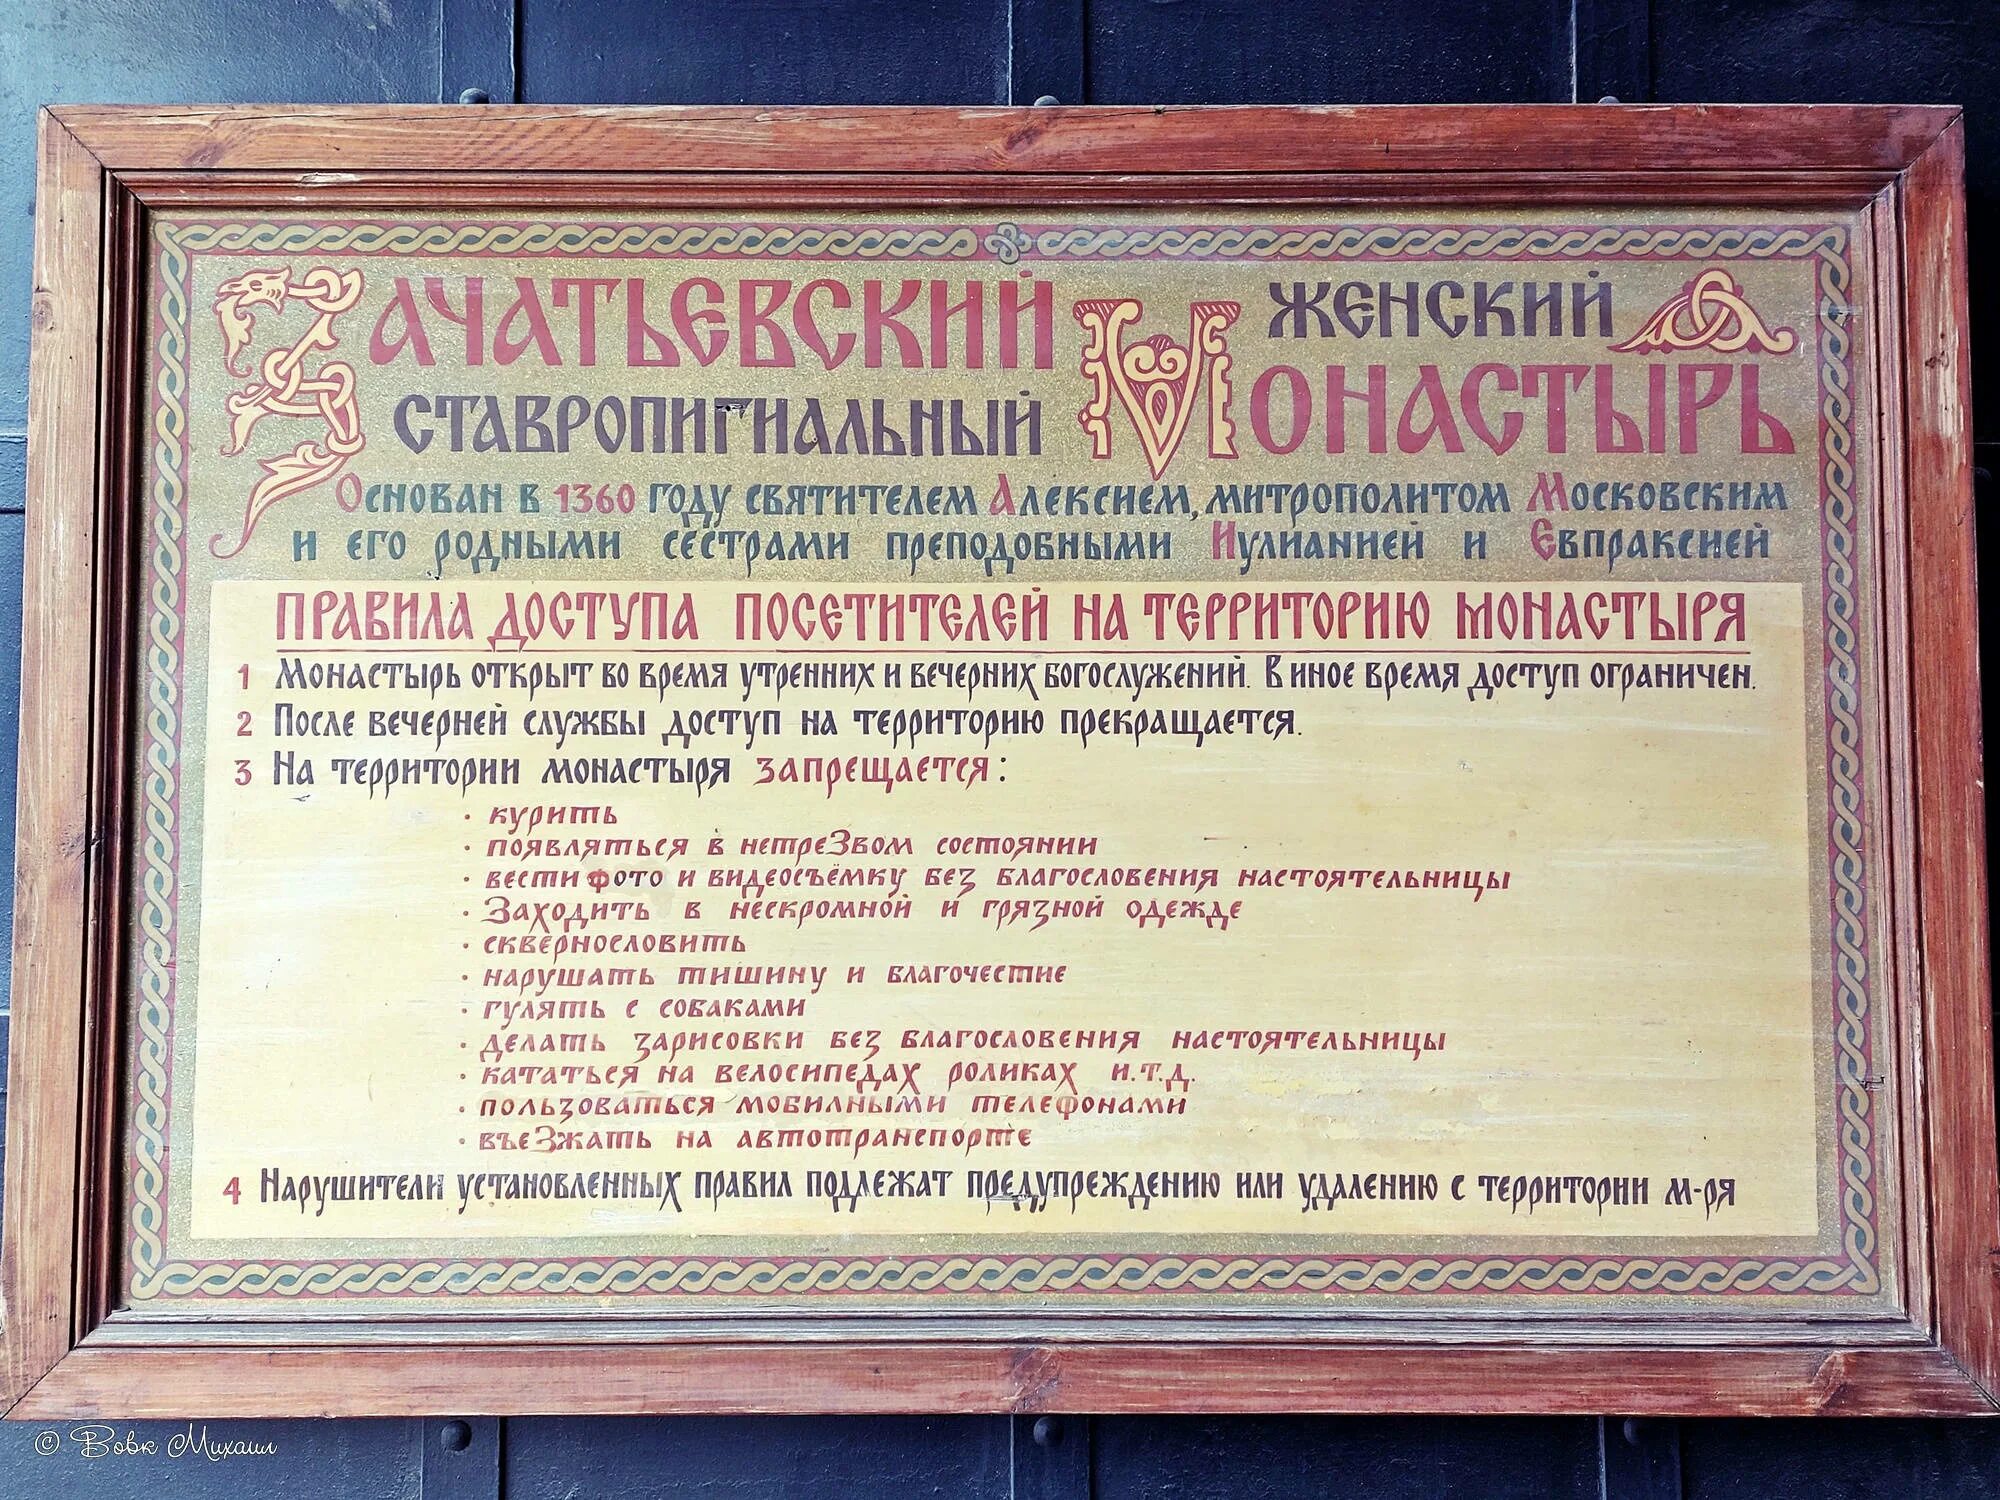 Зачатьевский
ставропигиальный
женский
Монастырь
Основан в 1360 году святителем Алексием, митрополитом Московским
и его родными сестрами преподобными Иулианией и Евпраксией
Правила доступа посетителей на территорию монастыря
1 Монастырь открыт во время утренних и вечерних богослужений. В иное время доступ ограничен.
2 После вечерней службы доступ на территорию прекращается.
3 На территории монастыря запрещается:
· курить
· появляться в нетреЗвом состоянии
· вести фото и видеосъёмку без благословения настоятельницы
· Заходить в нескромной и грязной одежде
· сквернословить
· нарушать тишину и благочестие
· гулять с собаками
· делать зарисовки без благословения настоятельницы
· кататься на велосипедах роликах и.т.д.
· пользоваться мобилными телефонами
· въеЗжать на автотранспорте
4 Нарушители установленных правил подлежат предупреждению или удалению с территории м-ря
© Вовк Михаил